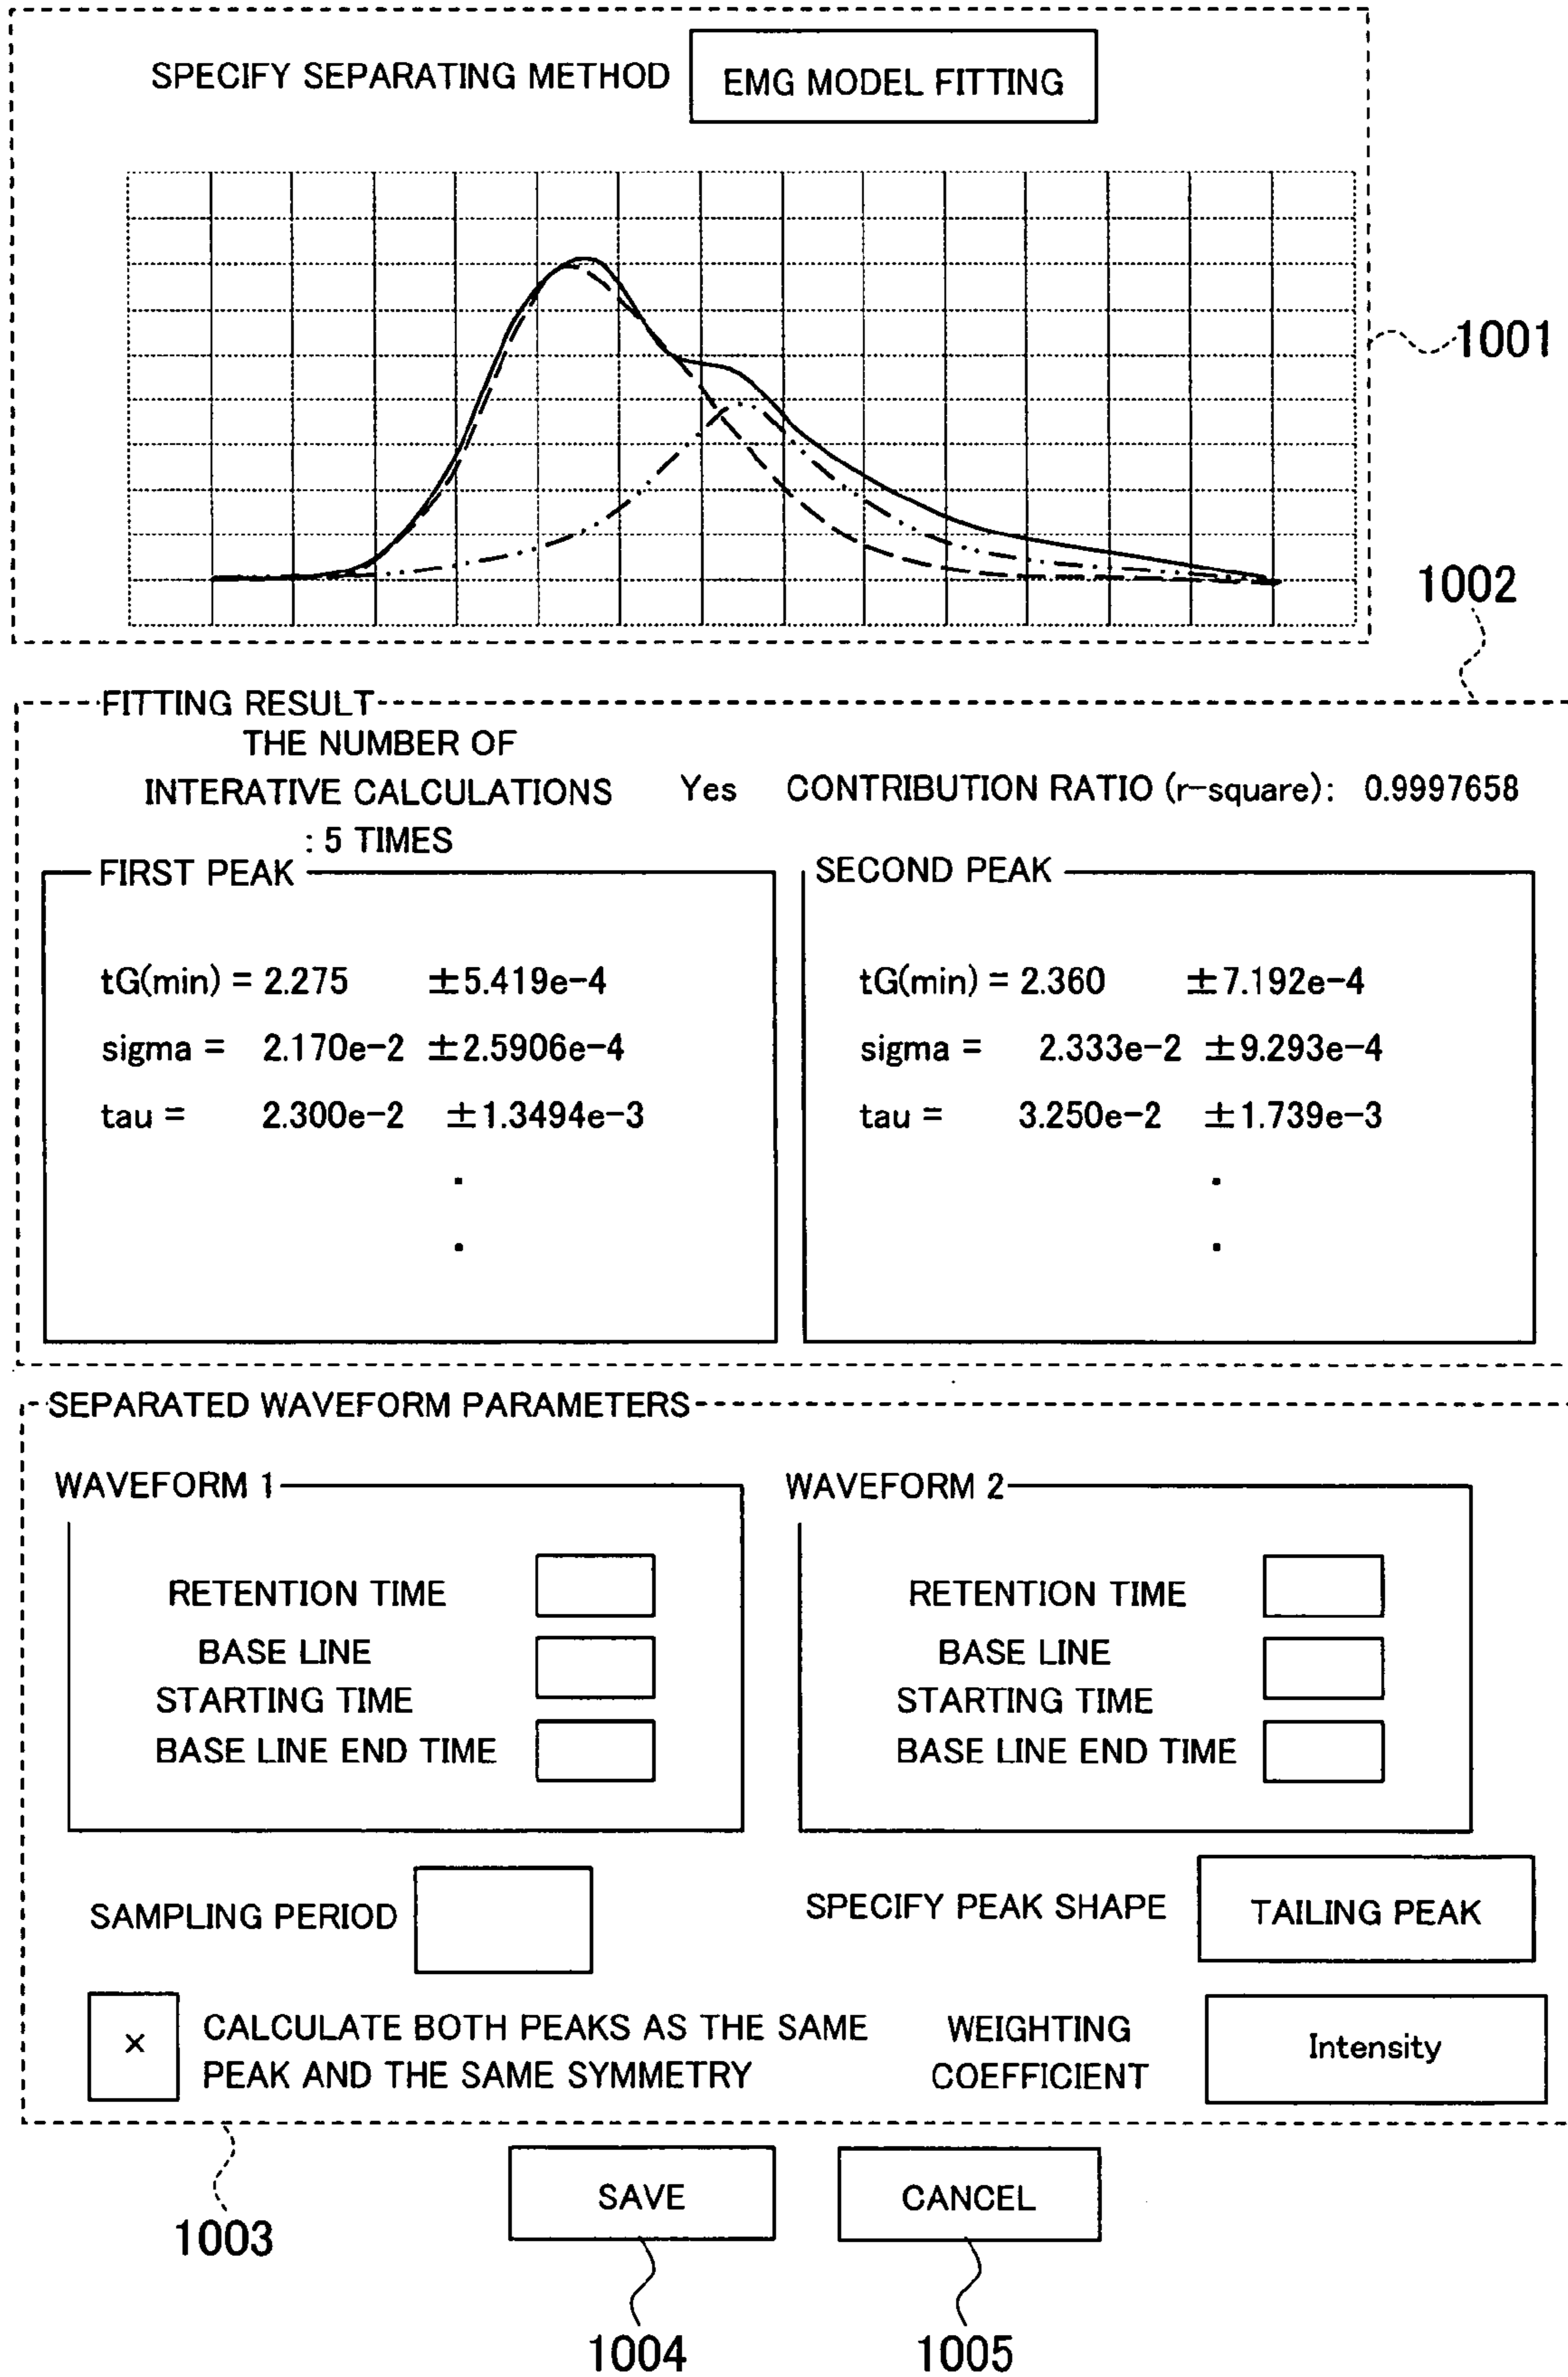 SPECIFY SEPARATING METHOD EMG MODEL FITTING
1001
1002
FITTING RESULT
THE NUMBER OF
INTERATIVE CALCULATIONS Yes CONTRIBUTION RATIO (r-square): 0.9997658
: 5 TIMES
FIRST PEAK
tG(min) = 2.275 ±5.419e-4
sigma = 2.170e-2 ±2.5906e-4
tau = 2.300e-2 ±1.3494e-3
SECOND PEAK
tG(min) = 2.360 ±7.192e-4
sigma = 2.333e-2 ±9.293e-4
tau = 3.250e-2 ±1.739e-3
SEPARATED WAVEFORM PARAMETERS
WAVEFORM 1
RETENTION TIME
BASE LINE
STARTING TIME
BASE LINE END TIME
WAVEFORM 2
RETENTION TIME
BASE LINE
STARTING TIME
BASE LINE END TIME
SAMPLING PERIOD
SPECIFY PEAK SHAPE TAILING PEAK
× CALCULATE BOTH PEAKS AS THE SAME
PEAK AND THE SAME SYMMETRY
WEIGHTING
COEFFICIENT
Intensity
1003
SAVE
CANCEL
1004
1005